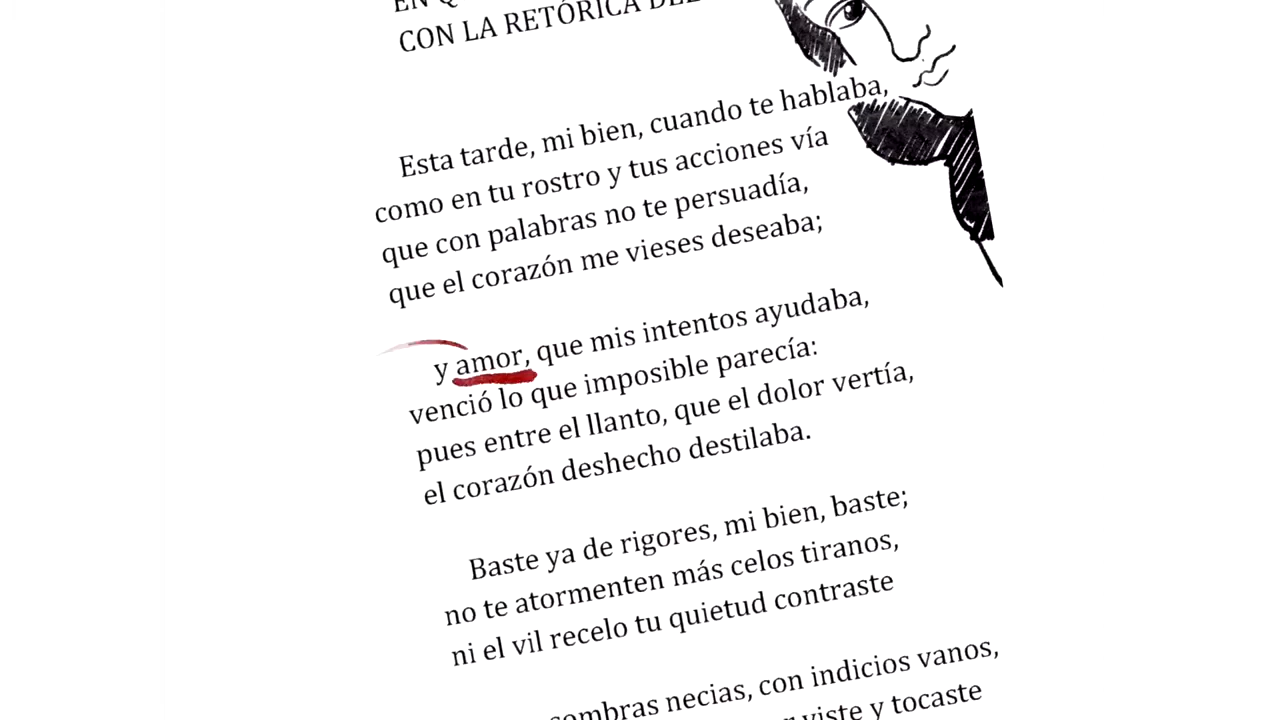 EN
CON LA RETÓRICA DEL
Esta tarde, mi bien, cuando te hablaba,
como en tu rostro y tus acciones vía
que con palabras no te persuadía,
que el corazón me vieses deseaba;
y amor, que mis intentos ayudaba,
venció lo que imposible parecía:
pues entre el llanto, que el dolor vertía,
el corazón deshecho destilaba.
Baste ya de rigores, mi bien, baste;
no te atormenten más celos tiranos,
ni el vil recelo tu quietud contraste
sombras necias, con indicios vanos,
viste y tocaste